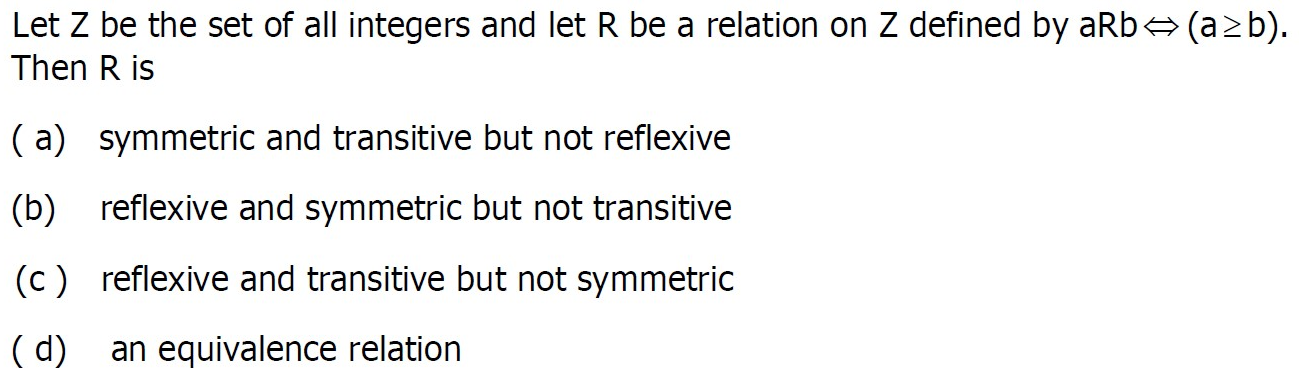 Let Z be the set of all integers and let R be a relation on Z defined by aRb⇔(a≥b).
Then R is
( a) symmetric and transitive but not reflexive
(b) reflexive and symmetric but not transitive
(c ) reflexive and transitive but not symmetric
( d) an equivalence relation